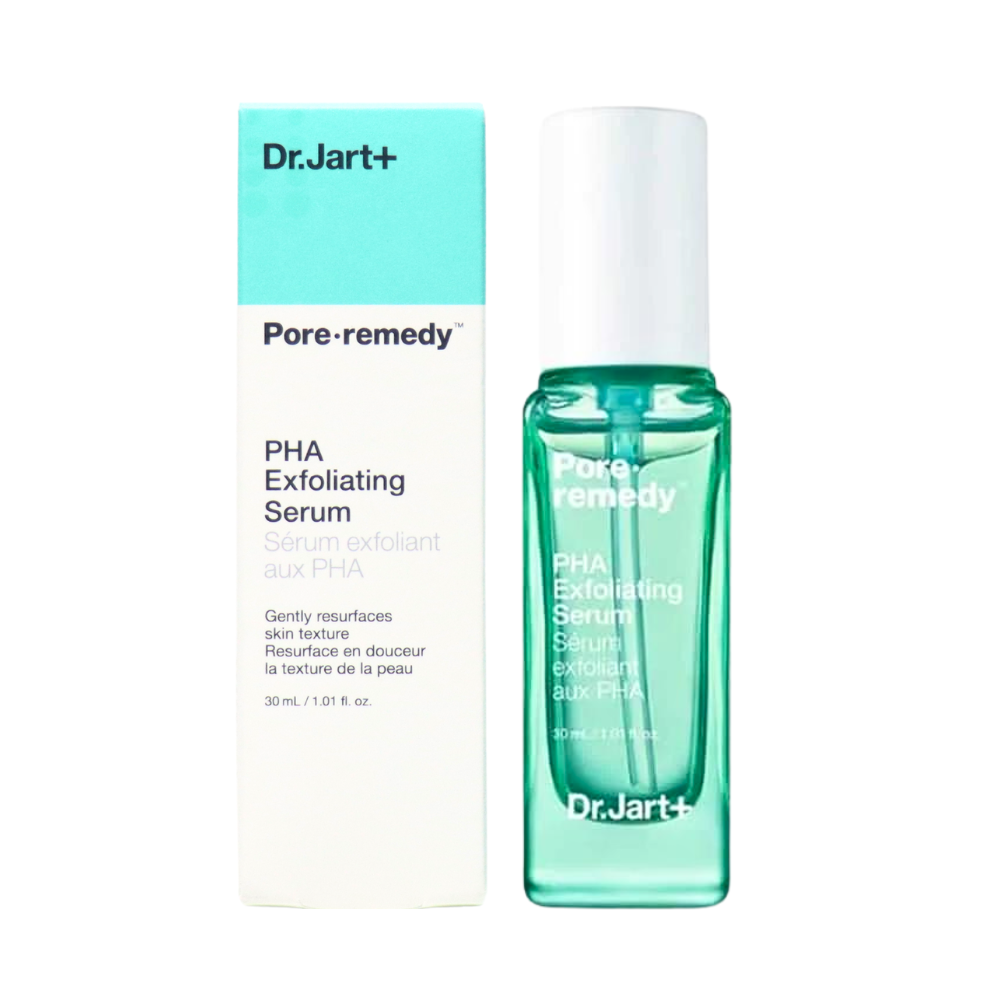 Dr.Jart+
Pore·remedy™
PHA
Exfoliating
Serum
Sérum exfoliant
aux PHA
Gently resurfaces
skin texture
Resurface en douceur
la texture de la peau
30 mL / 1.01 fl. oz.
Pore·
remedy™
PHA
Exfoliating
Serum
Sérum
exfoliant
aux PHA
30 mL / 1.01 fl. oz.
Dr.Jart+